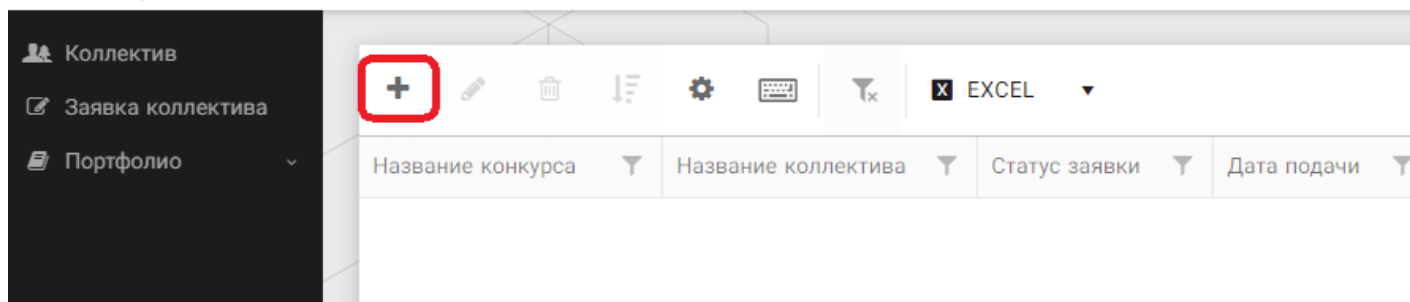 Коллектив
Заявка коллектива
Портфолио
X EXCEL
Название конкурса Название коллектива Статус заявки Дата подачи